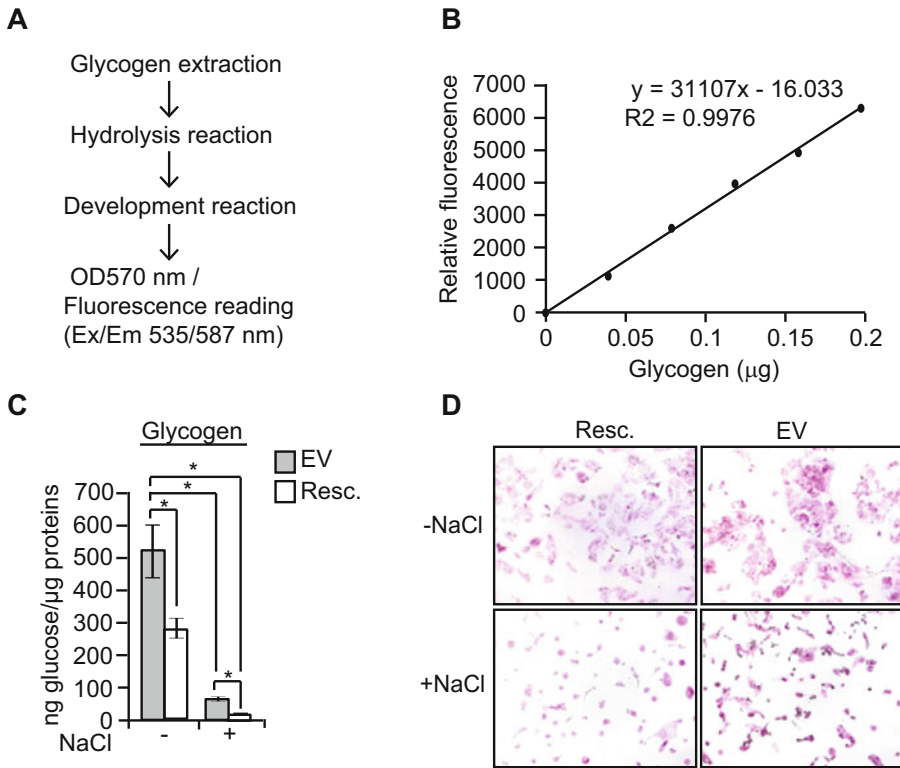 A
Glycogen extraction
Hydrolysis reaction
Development reaction
OD570 nm /
Fluorescence reading
(Ex/Em 535/587 nm)
B
y = 31107x - 16.033
R2 = 0.9976
Relative fluorescence
7000
6000
5000
4000
3000
2000
1000
0
0 0.05 0.1 0.15 0.2
Glycogen (μg)
C
Glycogen
EV
Resc.
*
*
*
*
ng glucose/μg proteins
700
600
500
400
300
200
100
0
NaCl - +
D
Resc. EV
-NaCl
+NaCl